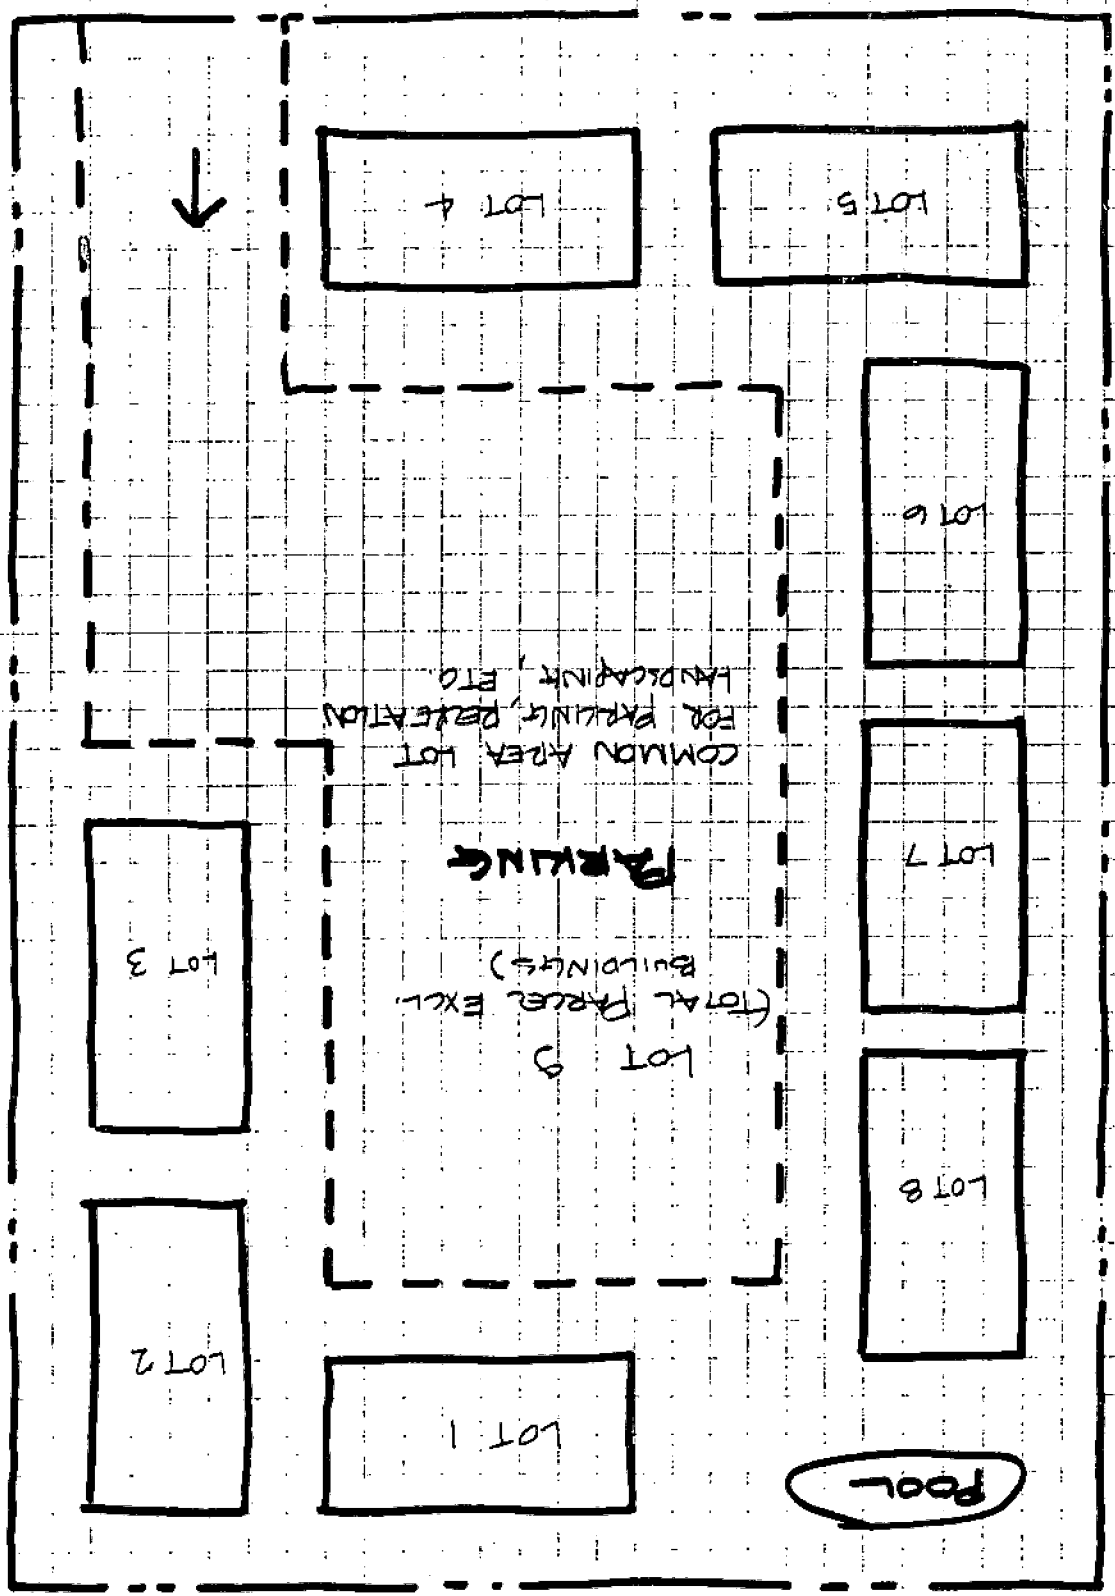 POOL
LOT 1
LOT 2
LOT 8
LOT 9
(TOTAL PARCEL EXCL.
BUILDINGS)
LOT 3
PARKING
LOT 7
COMMON AREA LOT
FOR PARKING, RECREATION
LANDSCAPING, ETC.
LOT 6
LOT 5
LOT 4